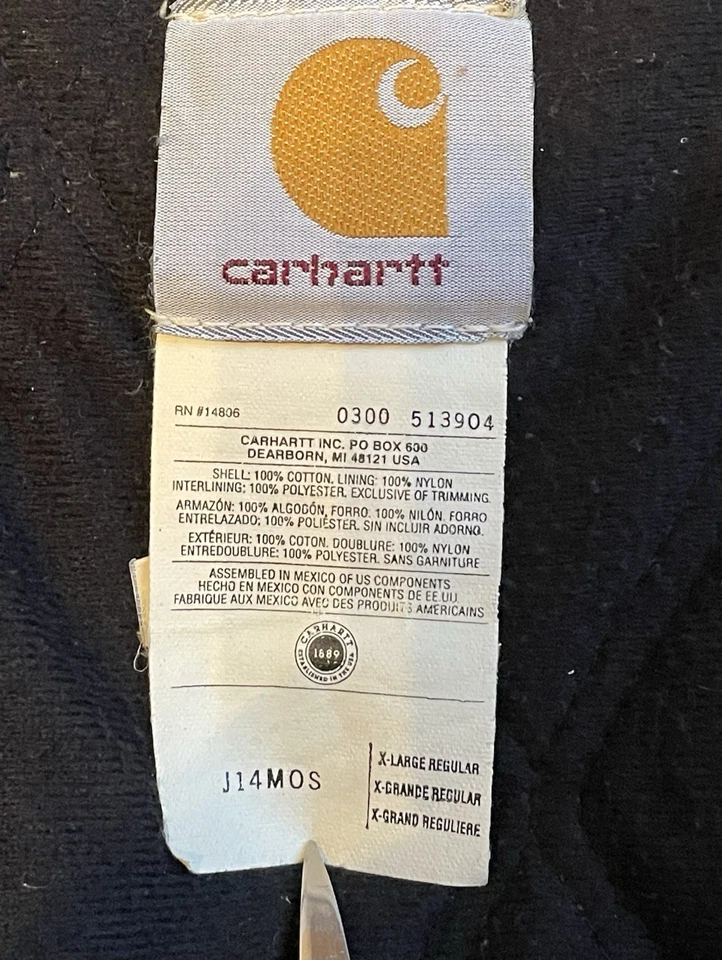 carhartt
RN #14806 0300 513904
CARHARTT INC. PO BOX 600
DEARBORN, MI 48121 USA
SHELL: 100% COTTON. LINING: 100% NYLON
INTERLINING: 100% POLYESTER. EXCLUSIVE OF TRIMMING.
ARMAZÓN: 100% ALGODÓN, FORRO: 100% NILÓN. FORRO
ENTRELAZADO: 100% POLIÉSTER. SIN INCLUIR ADORNO.
EXTÉRIEUR: 100% COTON. DOUBLURE: 100% NYLON
ENTREDOUBLURE: 100% POLYESTER. SANS GARNITURE
ASSEMBLED IN MEXICO OF US COMPONENTS
HECHO EN MEXICO CON COMPONENTS DE EE.UU.
FABRIQUE AUX MEXICO AVEC DES PRODUITS AMERICAINS
CARHARTT
1889
ESTABLISHED IN THE USA
J14MOS
X-LARGE REGULAR
X-GRANDE REGULAR
X-GRAND REGULIERE